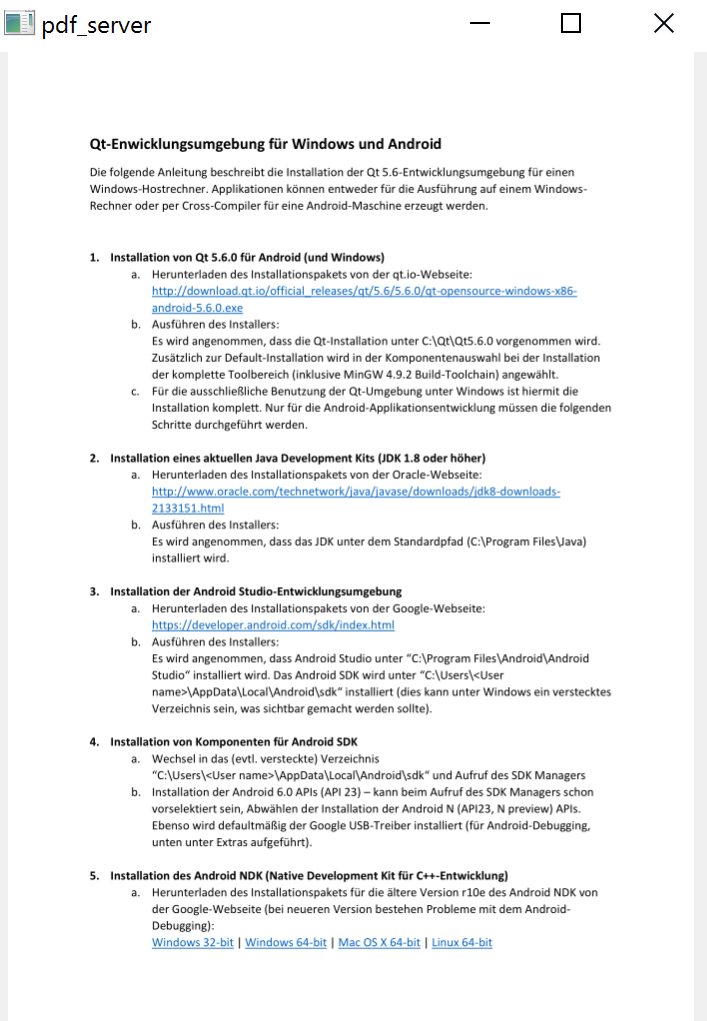 pdf_server
Qt-Enwicklungsumgebung für Windows und Android
Die folgende Anleitung beschreibt die Installation der Qt 5.6-Entwicklungsumgebung für einen
Windows-Hostrechner. Applikationen können entweder für die Ausführung auf einem Windows-
Rechner oder per Cross-Compiler für eine Android-Maschine erzeugt werden.
1. Installation von Qt 5.6.0 für Android (und Windows)
a. Herunterladen des Installationspakets von der qt.io-Webseite:
http://download.qt.io/official_releases/qt/5.6/5.6.0/qt-opensource-windows-x86-
android-5.6.0.exe
b. Ausführen des Installers:
Es wird angenommen, dass die Qt-Installation unter C:\Qt\Qt5.6.0 vorgenommen wird.
Zusätzlich zur Default-Installation wird in der Komponentenauswahl bei der Installation
der komplette Toolbereich (inklusive MinGW 4.9.2 Build-Toolchain) angewählt.
c. Für die ausschließliche Benutzung der Qt-Umgebung unter Windows ist hiermit die
Installation komplett. Nur für die Android-Applikationsentwicklung müssen die folgenden
Schritte durchgeführt werden.
2. Installation eines aktuellen Java Development Kits (JDK 1.8 oder höher)
a. Herunterladen des Installationspakets von der Oracle-Webseite:
http://www.oracle.com/technetwork/java/javase/downloads/jdk8-downloads-
2133151.html
b. Ausführen des Installers:
Es wird angenommen, dass das JDK unter dem Standardpfad (C:\Program Files\Java)
installiert wird.
3. Installation der Android Studio-Entwicklungsumgebung
a. Herunterladen des Installationspakets von der Google-Webseite:
https://developer.android.com/sdk/index.html
b. Ausführen des Installers:
Es wird angenommen, dass Android Studio unter “C:\Program Files\Android\Android
Studio“ installiert wird. Das Android SDK wird unter “C:\Users\<User
name>\AppData\Local\Android\sdk“ installiert (dies kann unter Windows ein verstecktes
Verzeichnis sein, was sichtbar gemacht werden sollte).
4. Installation von Komponenten für Android SDK
a. Wechsel in das (evtl. versteckte) Verzeichnis
“C:\Users\<User name>\AppData\Local\Android\sdk“ und Aufruf des SDK Managers
b. Installation der Android 6.0 APIs (API 23) – kann beim Aufruf des SDK Managers schon
vorselektiert sein, Abwählen der Installation der Android N (API23, N preview) APIs.
Ebenso wird defaultmäßig der Google USB-Treiber installiert (für Android-Debugging,
unten unter Extras aufgeführt).
5. Installation des Android NDK (Native Development Kit für C++-Entwicklung)
a. Herunterladen des Installationspakets für die ältere Version r10e des Android NDK von
der Google-Webseite (bei neueren Version bestehen Probleme mit dem Android-
Debugging):
Windows 32-bit | Windows 64-bit | Mac OS X 64-bit | Linux 64-bit